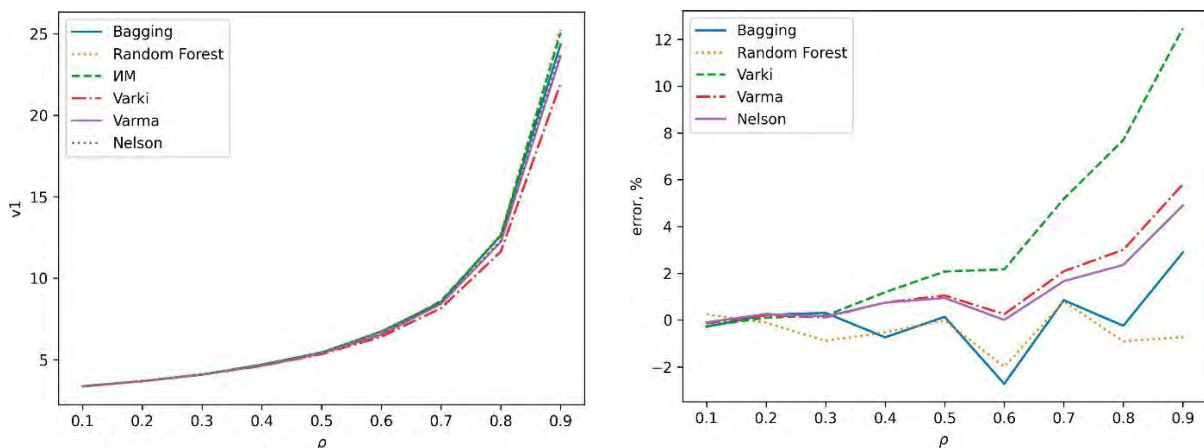 25
20
15
10
5
v1
Bagging
Random Forest
ИМ
Varki
Varma
Nelson
0.1 0.2 0.3 0.4 0.5 0.6 0.7 0.8 0.9
ρ
12
10
8
6
4
2
0
−2
error, %
Bagging
Random Forest
Varki
Varma
Nelson
0.1 0.2 0.3 0.4 0.5 0.6 0.7 0.8 0.9
ρ